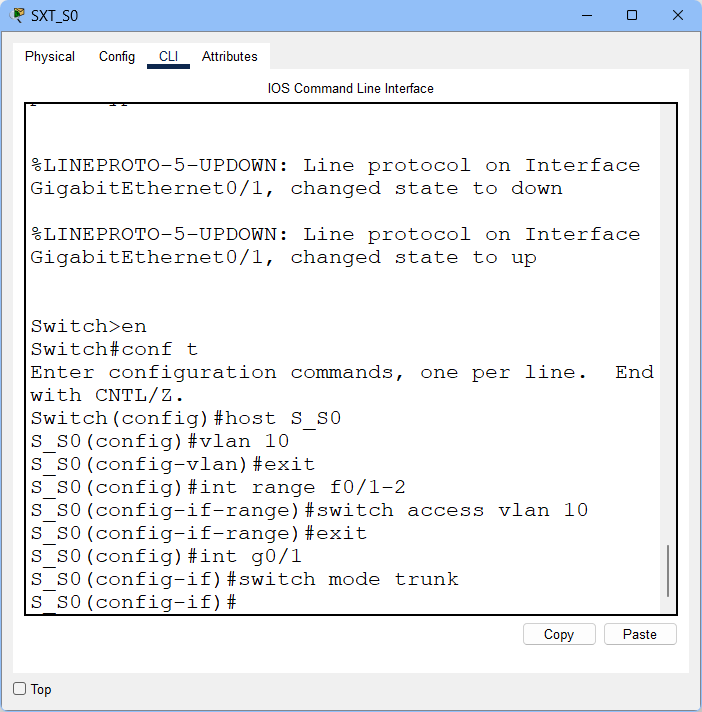 SXT_S0
Physical Config CLI Attributes
IOS Command Line Interface
%LINEPROTO-5-UPDOWN: Line protocol on Interface
GigabitEthernet0/1, changed state to down
%LINEPROTO-5-UPDOWN: Line protocol on Interface
GigabitEthernet0/1, changed state to up
Switch>en
Switch#conf t
Enter configuration commands, one per line.  End
with CNTL/Z.
Switch(config)#host S_S0
S_S0(config)#vlan 10
S_S0(config-vlan)#exit
S_S0(config)#int range f0/1-2
S_S0(config-if-range)#switch access vlan 10
S_S0(config-if-range)#exit
S_S0(config)#int g0/1
S_S0(config-if)#switch mode trunk
S_S0(config-if)#
Copy Paste
Top